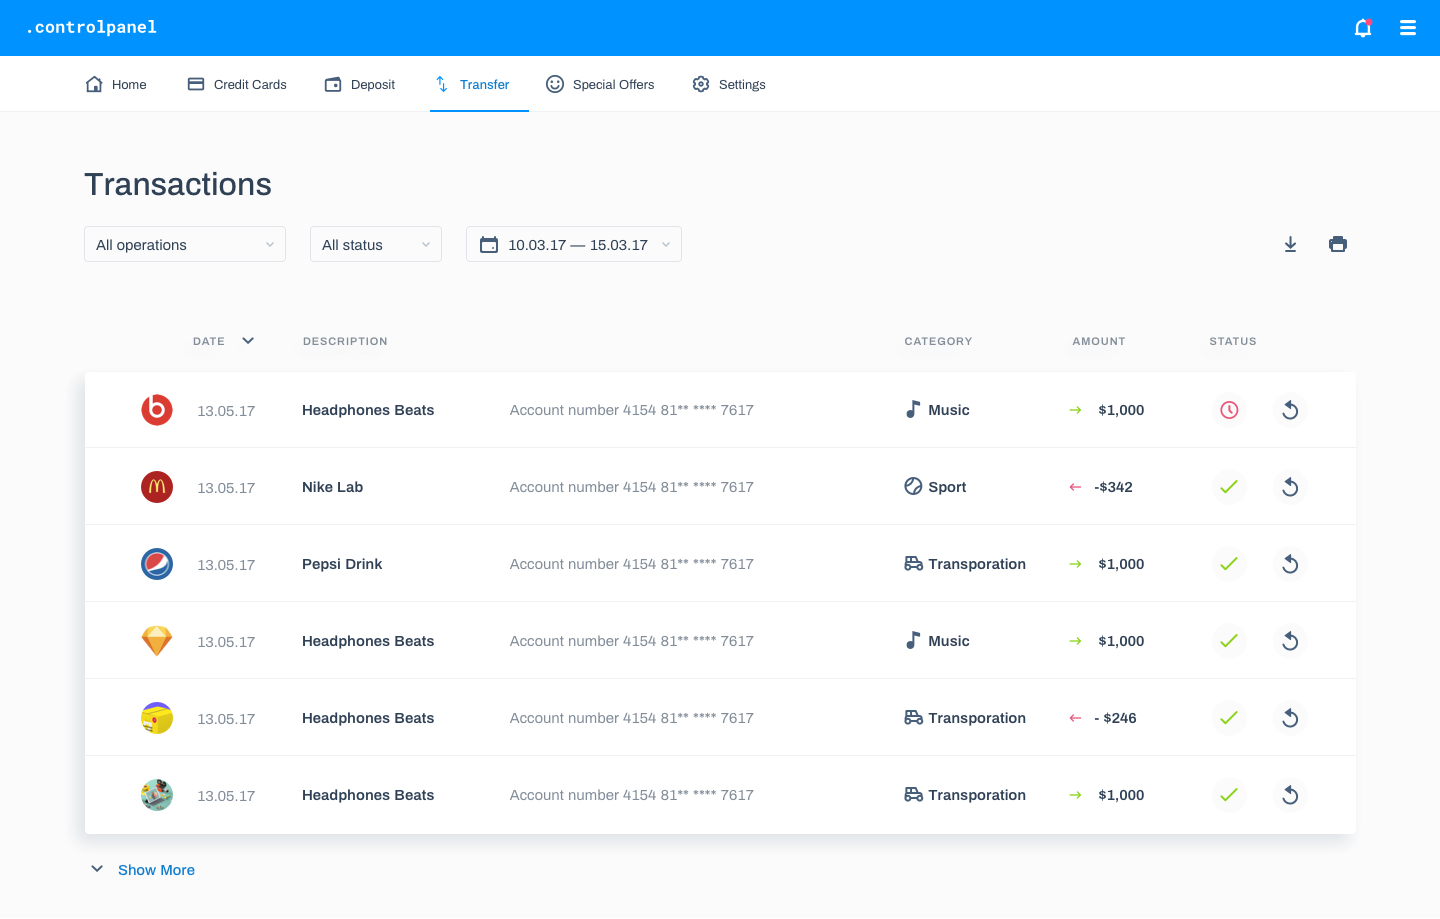 .controlpanel
Home Credit Cards Deposit Transfer Special Offers Settings
Transactions
All operations All status 10.03.17 — 15.03.17
DATE DESCRIPTION CATEGORY AMOUNT STATUS
13.05.17 Headphones Beats Account number 4154 81** **** 7617 Music $1,000
13.05.17 Nike Lab Account number 4154 81** **** 7617 Sport -$342
13.05.17 Pepsi Drink Account number 4154 81** **** 7617 Transporation $1,000
13.05.17 Headphones Beats Account number 4154 81** **** 7617 Music $1,000
13.05.17 Headphones Beats Account number 4154 81** **** 7617 Transporation - $246
13.05.17 Headphones Beats Account number 4154 81** **** 7617 Transporation $1,000
Show More